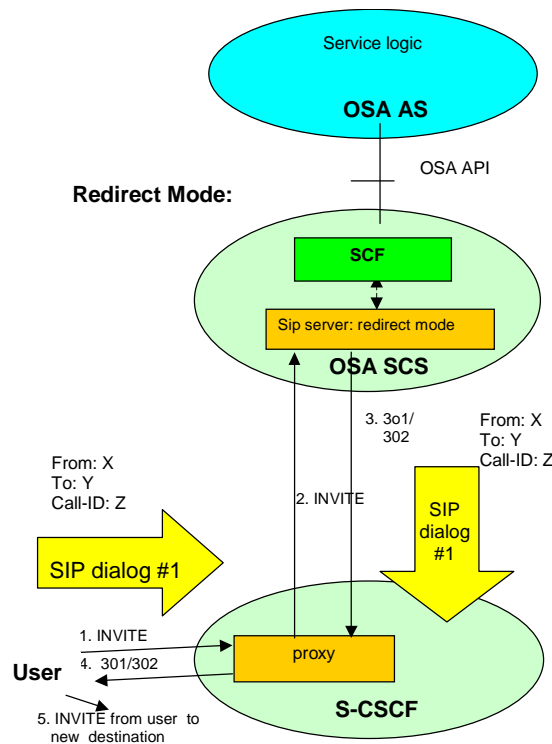 Service logic
OSA AS
OSA API
Redirect Mode:
SCF
Sip server: redirect mode
OSA SCS
3. 3o1/
302
From: X
To: Y
Call-ID: Z
From: X
To: Y
Call-ID: Z
2. INVITE
SIP
dialog
#1
SIP dialog #1
1. INVITE
proxy
4. 301/302
User
S-CSCF
5. INVITE from user to
new destination